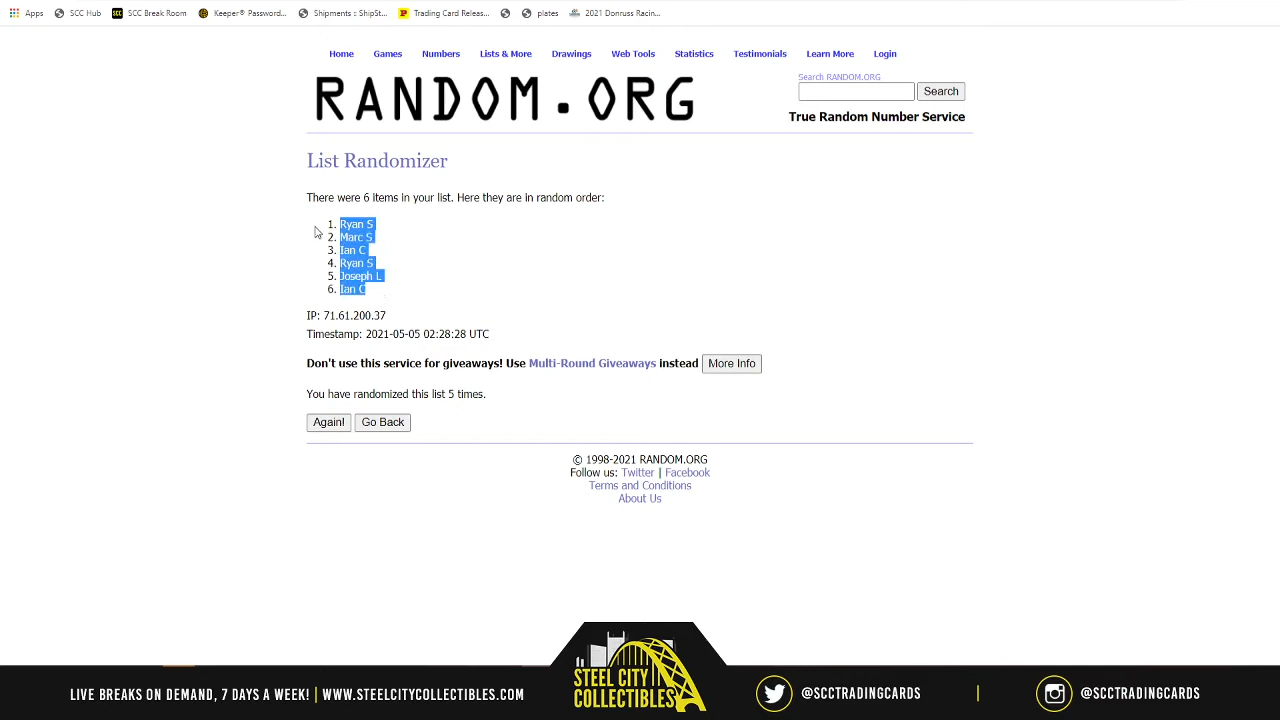 Apps SCC Hub SCC Break Room Keeper® Password... Shipments :: ShipSt... Trading Card Releas... plates 2021 Donruss Racin...
Home Games Numbers Lists & More Drawings Web Tools Statistics Testimonials Learn More Login
RANDOM.ORG
Search RANDOM.ORG
Search
True Random Number Service
List Randomizer
There were 6 items in your list. Here they are in random order:
1. Ryan S
2. Marc S
3. Ian C
4. Ryan S
5. Joseph L
6. Ian C
IP: 71.61.200.37
Timestamp: 2021-05-05 02:28:28 UTC
Don't use this service for giveaways! Use Multi-Round Giveaways instead More Info
You have randomized this list 5 times.
Again! Go Back
© 1998-2021 RANDOM.ORG
Follow us: Twitter | Facebook
Terms and Conditions
About Us
LIVE BREAKS ON DEMAND, 7 DAYS A WEEK! | WWW.STEELCITYCOLLECTIBLES.COM
STEEL CITY
COLLECTIBLES
@SCCTRADINGCARDS | @SCCTRADINGCARDS